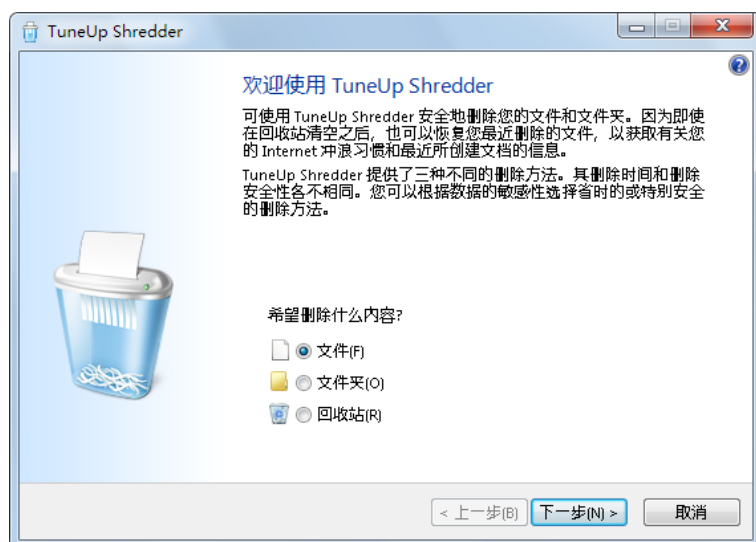 TuneUp Shredder
欢迎使用 TuneUp Shredder
可使用 TuneUp Shredder 安全地删除您的文件和文件夹。因为即使
在回收站清空之后，也可以恢复您最近删除的文件，以获取有关您
的 Internet 冲浪习惯和最近所创建文档的信息。
TuneUp Shredder 提供了三种不同的删除方法。其删除时间和删除
安全性各不相同。您可以根据数据的敏感性选择省时的或特别安全
的删除方法。
希望删除什么内容?
文件(F)
文件夹(O)
回收站(R)
< 上一步(B)
下一步(N) >
取消